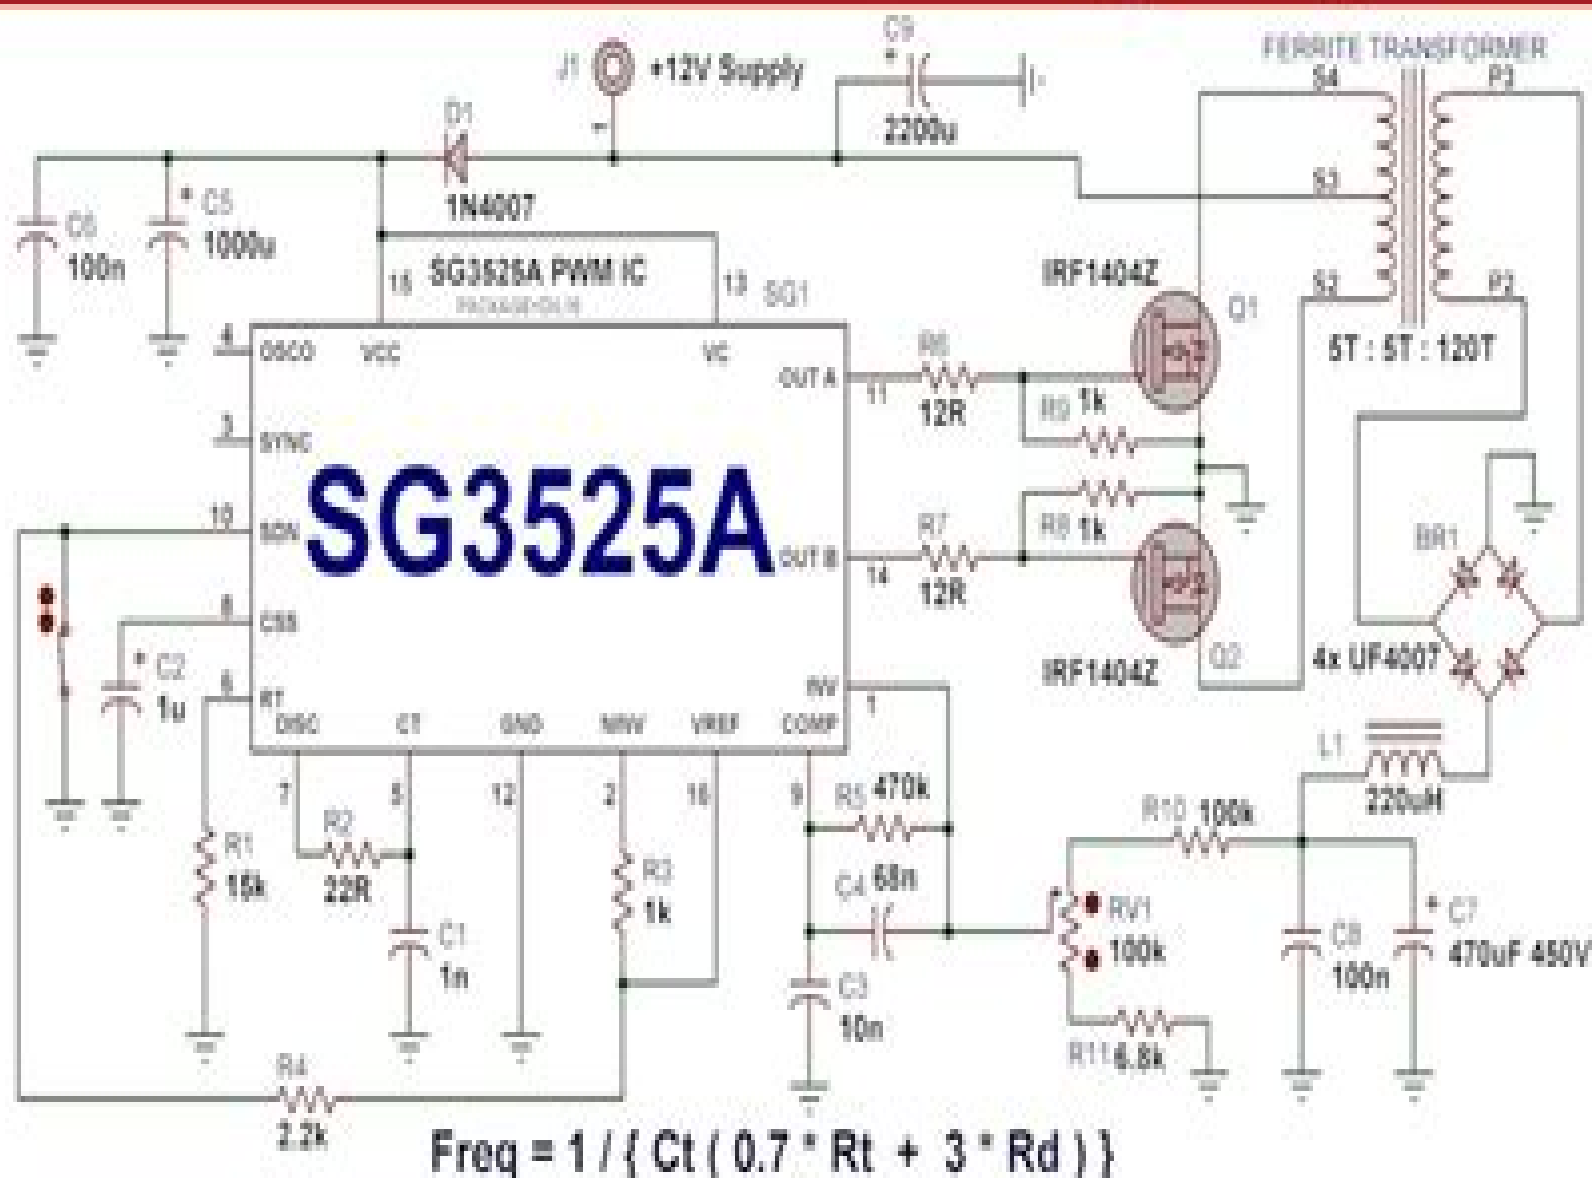 C9
FERRITE TRANSFORMER
J1
+12V Supply
S4
P3
D1
2200u
1N4007
S3
C6
100n
C5
1000u
15
SG3525A PWM IC
13
SG1
IRF1404Z
Q1
S2
P2
5T : 5T : 120T
4
OSCO
VCC
VC
OUT A
11
R6
12R
R9
1k
3
SYNC
SG3525A
10
SDN
OUT B
14
R7
12R
R8
1k
BR1
8
CSS
C2
1u
IRF1404Z
Q2
4x UF4007
6
RT
INV
1
DISC
CT
GND
NINV
VREF
COMP
L1
220uH
7
5
12
2
16
9
R5
470k
R10
100k
R1
15k
R2
22R
R3
1k
C4
68n
C1
1n
RV1
100k
C8
100n
C7
470uF 450V
C3
10n
R11
6.8k
R4
2.2k
Freq = 1 / { Ct ( 0.7 * Rt + 3 * Rd ) }